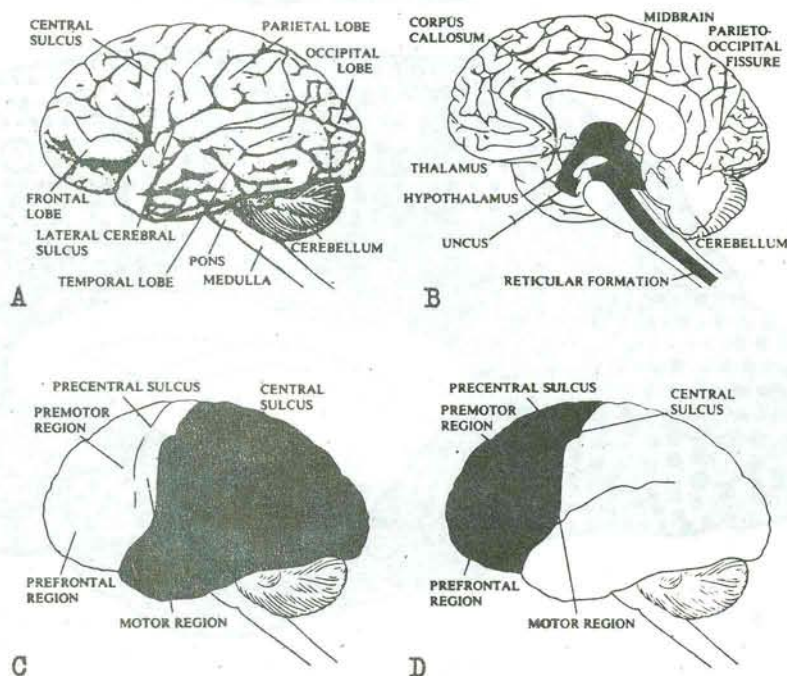 CENTRAL
SULCUS
PARIETAL LOBE
OCCIPITAL
LOBE
FRONTAL
LOBE
LATERAL CEREBRAL
SULCUS
TEMPORAL LOBE
PONS
MEDULLA
CEREBELLUM
A
CORPUS
CALLOSUM
MIDBRAIN
PARIETO-
OCCIPITAL
FISSURE
THALAMUS
HYPOTHALAMUS
UNCUS
CEREBELLUM
RETICULAR FORMATION
B
PRECENTRAL SULCUS
PREMOTOR
REGION
CENTRAL
SULCUS
PREFRONTAL
REGION
MOTOR REGION
C
PRECENTRAL SULCUS
PREMOTOR
REGION
CENTRAL
SULCUS
PREFRONTAL
REGION
MOTOR REGION
D